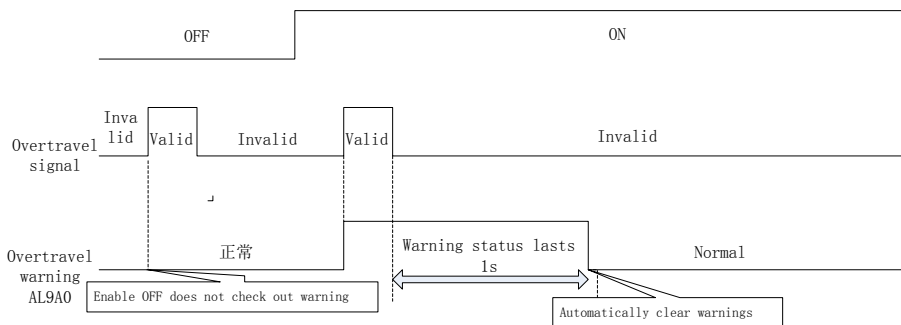 OFF
ON
Inva
lid
Valid
Invalid
Valid
Invalid
Overtravel
signal
正常
Warning status lasts
1s
Normal
Overtravel
warning
AL9A0
Enable OFF does not check out warning
Automatically clear warnings